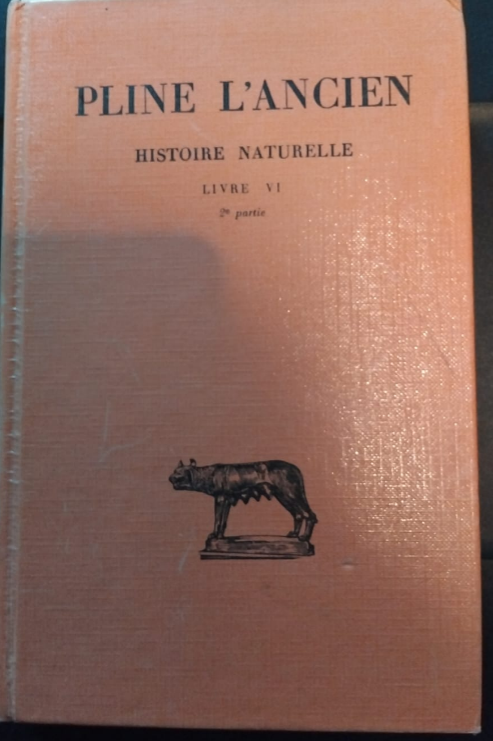 PLINE L'ANCIEN
HISTOIRE NATURELLE
LIVRE VI
2e partie